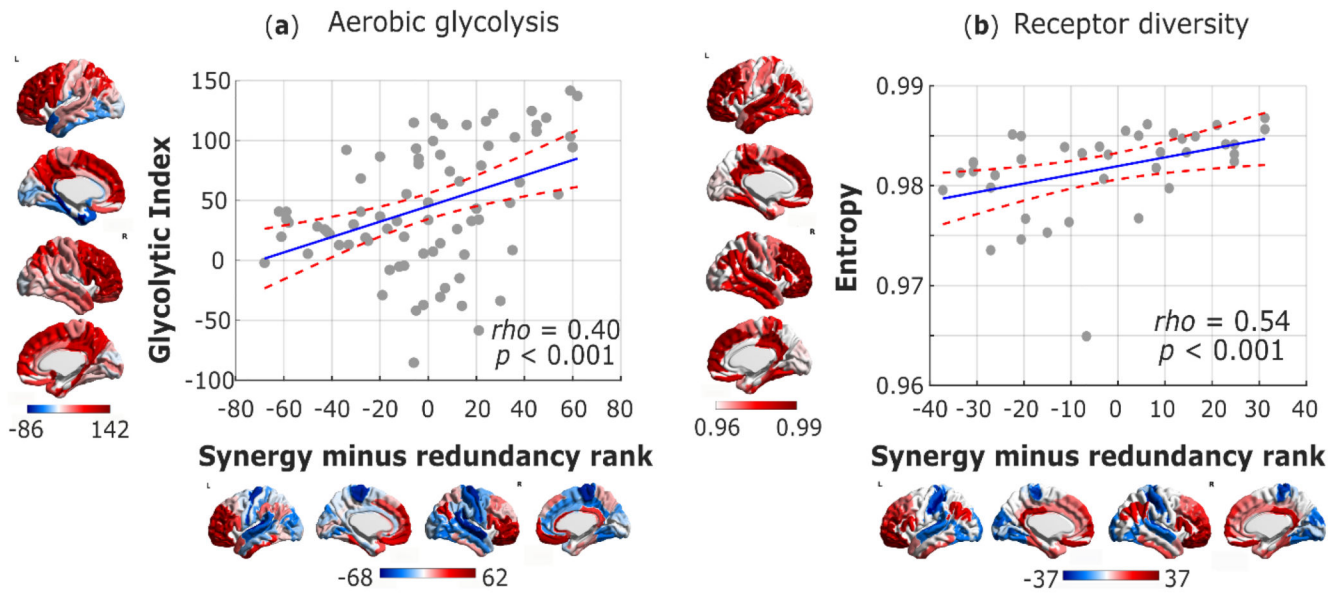 (a) Aerobic glycolysis
L
R
-86 142
Glycolytic Index
150
100
50
0
-50
-100
rho = 0.40
p < 0.001
-80 -60 -40 -20 0 20 40 60 80
Synergy minus redundancy rank
L R
-68 62
(b) Receptor diversity
L
R
0.96 0.99
Entropy
0.99
0.98
0.97
0.96
rho = 0.54
p < 0.001
-40 -30 -20 -10 0 10 20 30 40
Synergy minus redundancy rank
L R
-37 37